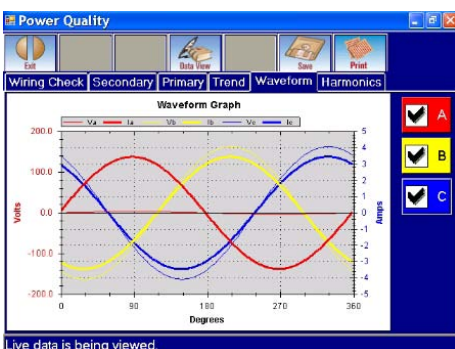 Power Quality
Exit
Data View
Save
Print
Wiring Check Secondary Primary Trend Waveform Harmonics
Waveform Graph
Va Ia Vb Ib Vc Ic
200.0
100.0
0.0
-100.0
-200.0
Volts
5
4
3
2
1
0
-1
-2
-3
-4
-5
Amps
0 90 180 270 360
Degrees
A
B
C
Live data is being viewed.